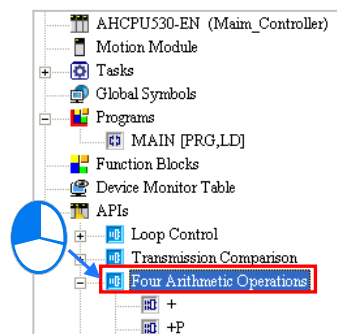 AHCPU530-EN (Maim_Controller)
Motion Module
Tasks
Global Symbols
Programs
MAIN [PRG,LD]
Function Blocks
Device Monitor Table
APIs
Loop Control
Transmission Comparison
Four Arithmetic Operations
+
+P